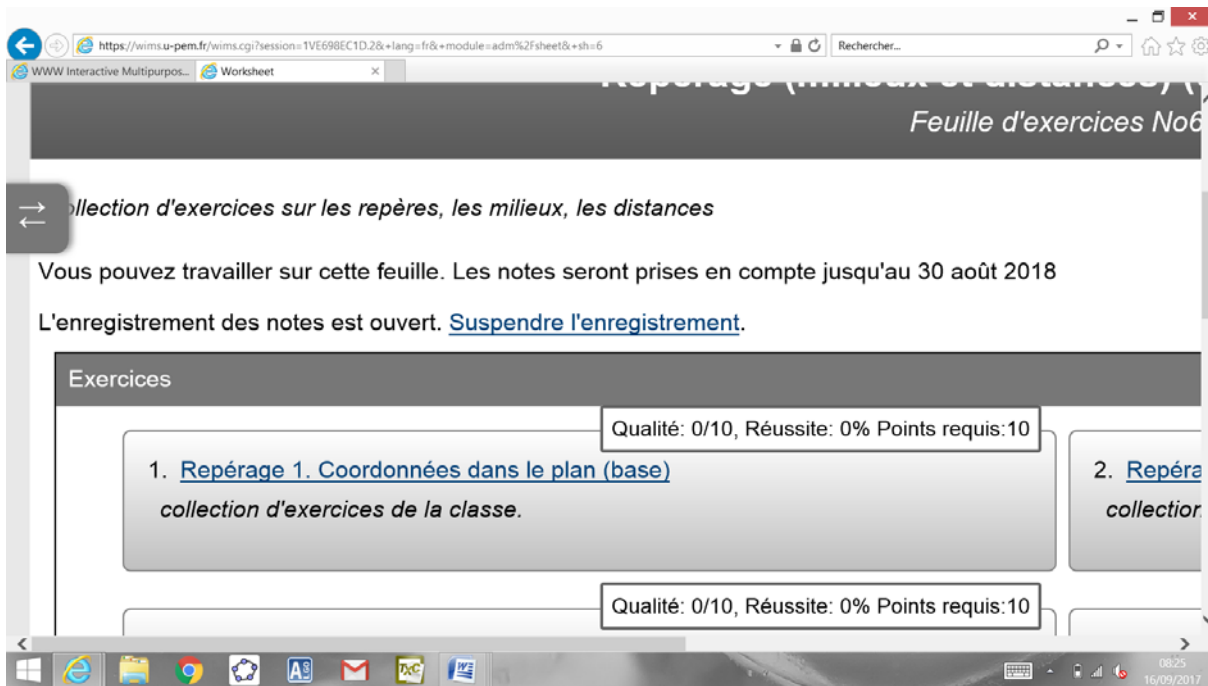 https://wims.u-pem.fr/wims.cgi?session=1VE698EC1D.2&+lang=fr&+module=adm%2Fsheet&+sh=6
Rechercher...
WWW Interactive Multipurpos...
Worksheet
Repérage (milieux et distances) (
Feuille d'exercices No6
ollection d'exercices sur les repères, les milieux, les distances
Vous pouvez travailler sur cette feuille. Les notes seront prises en compte jusqu'au 30 août 2018
L'enregistrement des notes est ouvert. Suspendre l'enregistrement.
Exercices
Qualité: 0/10, Réussite: 0% Points requis:10
1. Repérage 1. Coordonnées dans le plan (base)
collection d'exercices de la classe.
2. Repéra
collection
Qualité: 0/10, Réussite: 0% Points requis:10
08:25
16/09/2017